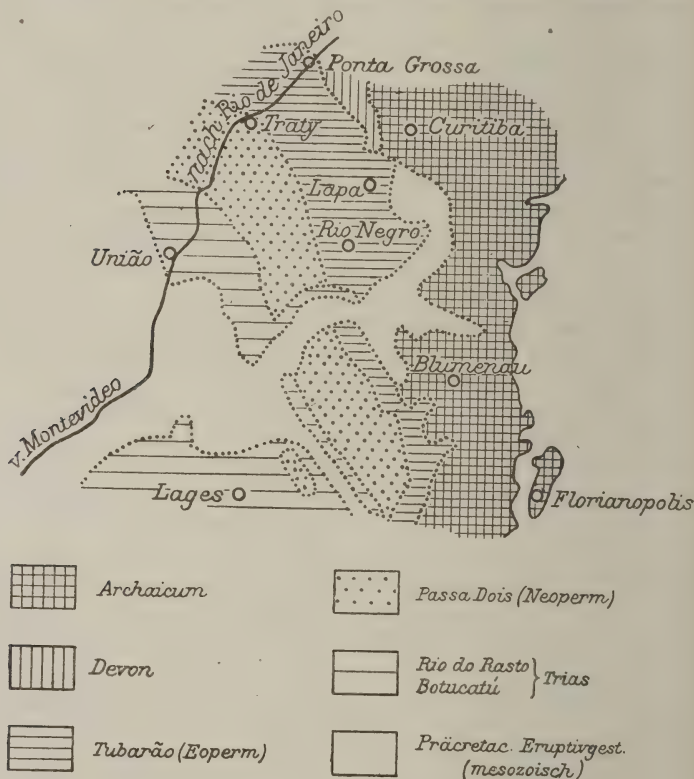 nach Rio de Janeiro
Ponta Grossa
Traty
Curitiba
Lapa
Rio Negro
União
Blumenau
v. Montevideo
Lages
Florianopolis
Archaicum
Passa Dois (Neoperm)
Devon
Rio do Rasto
Botucatú } Trias
Tubarão (Eoperm)
Präcretac. Eruptivgest.
(mesozoisch)